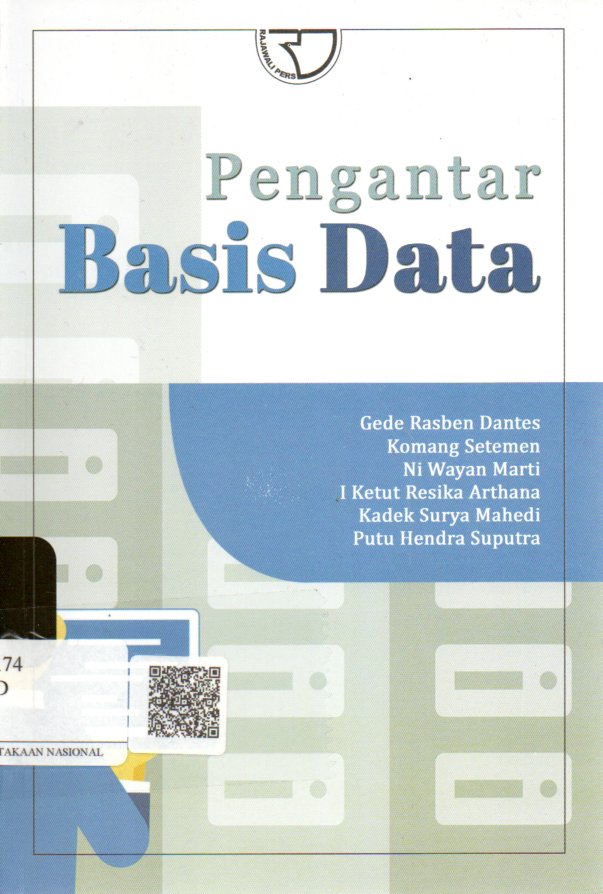 RAJAWALI PERS
Pengantar
Basis Data
Gede Rasben Dantes
Komang Setemen
Ni Wayan Marti
I Ketut Resika Arthana
Kadek Surya Mahedi
Putu Hendra Suputra
174
TAKAAN NASIONAL